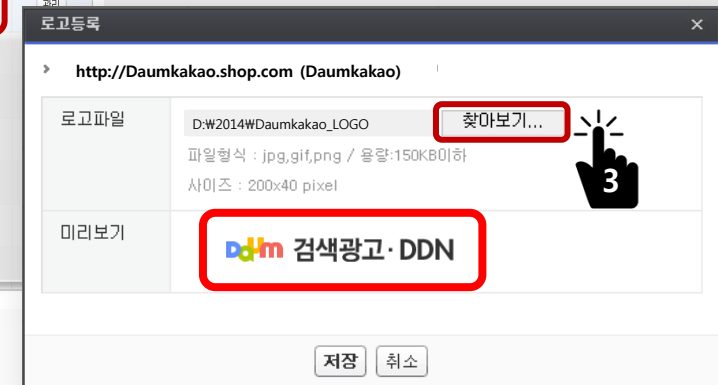 관리
로고등록 ×
> http://Daumkakao.shop.com (Daumkakao)
로고파일
D:₩2014₩Daumkakao_LOGO 찾아보기...
파일형식 : jpg,gif,png / 용량:150KB이하
사이즈 : 200x40 pixel
3
미리보기
Daum 검색광고·DDN
저장 취소